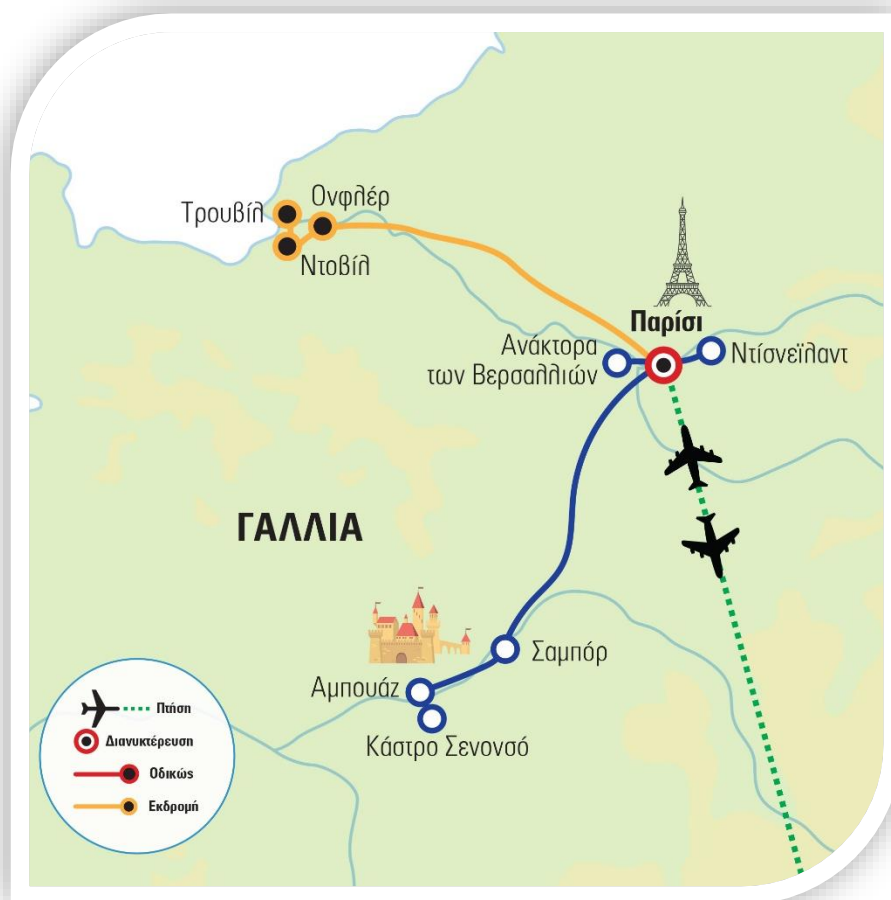 Τρουβίλ
Ονφλέρ
Ντοβίλ
Παρίσι
Ανάκτορα
των Βερσαλλιών
Ντίσνεϊλαντ
ΓΑΛΛΙΑ
Σαμπόρ
Αμπουάζ
Κάστρο Σενονσό
Πτήση
Διανυκτέρευση
Οδικώς
Εκδρομή